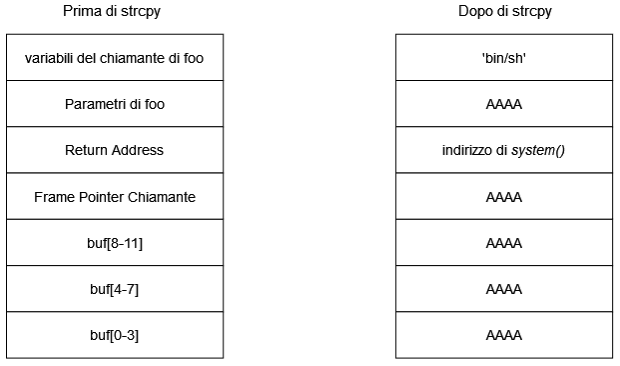 Prima di strcpy
variabili del chiamante di foo
Parametri di foo
Return Address
Frame Pointer Chiamante
buf[8-11]
buf[4-7]
buf[0-3]
Dopo di strcpy
'bin/sh'
AAAA
indirizzo di system()
AAAA
AAAA
AAAA
AAAA